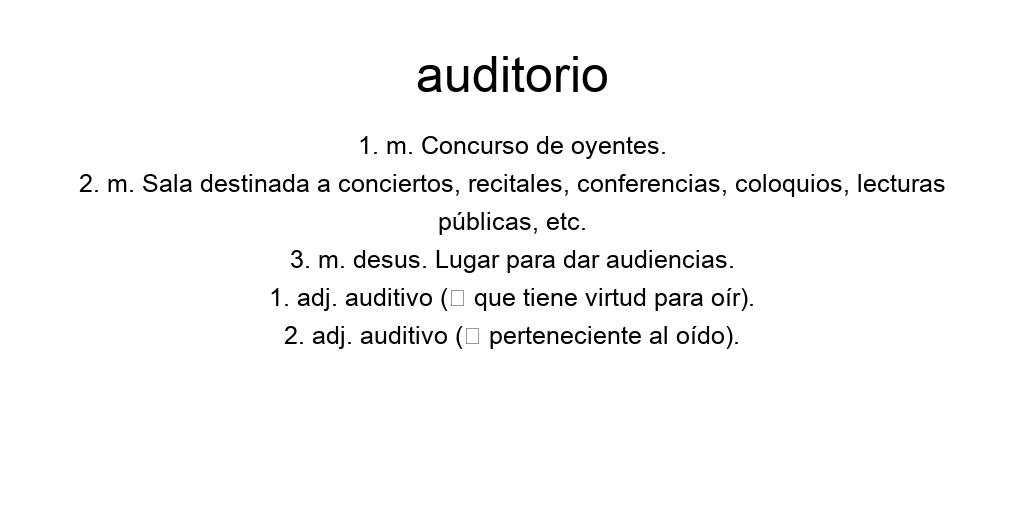 auditorio
1. m. Concurso de oyentes.
2. m. Sala destinada a conciertos, recitales, conferencias, coloquios, lecturas
públicas, etc.
3. m. desus. Lugar para dar audiencias.
1. adj. auditivo (▯ que tiene virtud para oír).
2. adj. auditivo (▯ perteneciente al oído).